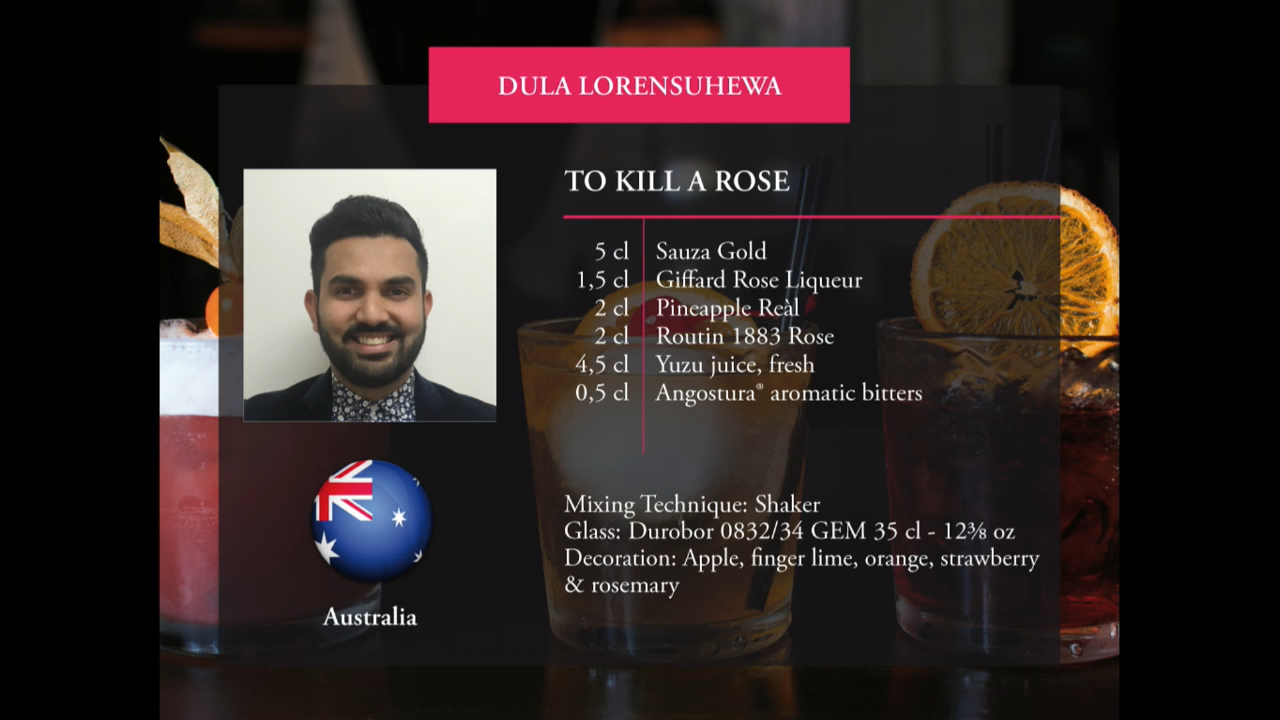 DULA LORENSUHEWA
TO KILL A ROSE
5 cl Sauza Gold
1,5 cl Giffard Rose Liqueur
2 cl Pineapple Reàl
2 cl Routin 1883 Rose
4,5 cl Yuzu juice, fresh
0,5 cl Angostura® aromatic bitters
Mixing Technique: Shaker
Glass: Durobor 0832/34 GEM 35 cl - 12⅜ oz
Decoration: Apple, finger lime, orange, strawberry
& rosemary
Australia